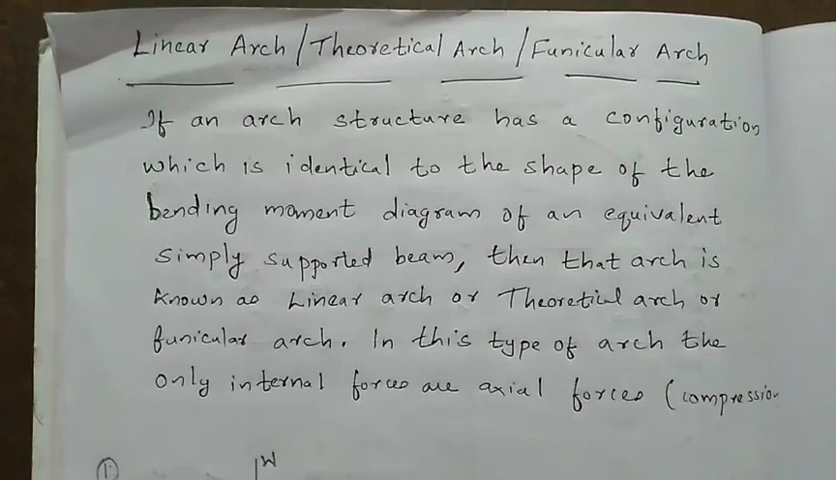 Linear Arch/Theoretical Arch/Funicular Arch
If an arch structure has a configuration
which is identical to the shape of the
bending moment diagram of an equivalent
simply supported beam, then that arch is
known as Linear arch or Theoretical arch or
funicular arch. In this type of arch the
only internal forces are axial forces (compression
① W